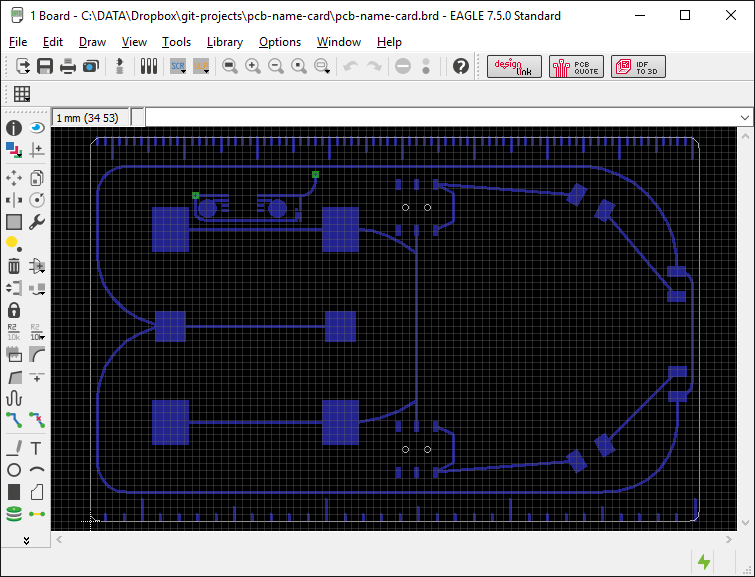 1 Board - C:\DATA\Dropbox\git-projects\pcb-name-card\pcb-name-card.brd - EAGLE 7.5.0 Standard
File Edit Draw View Tools Library Options Window Help
SCR
design link
PCB QUOTE
IDF TO 3D
1 mm (34 53)
R2
10k
R2
10k
T